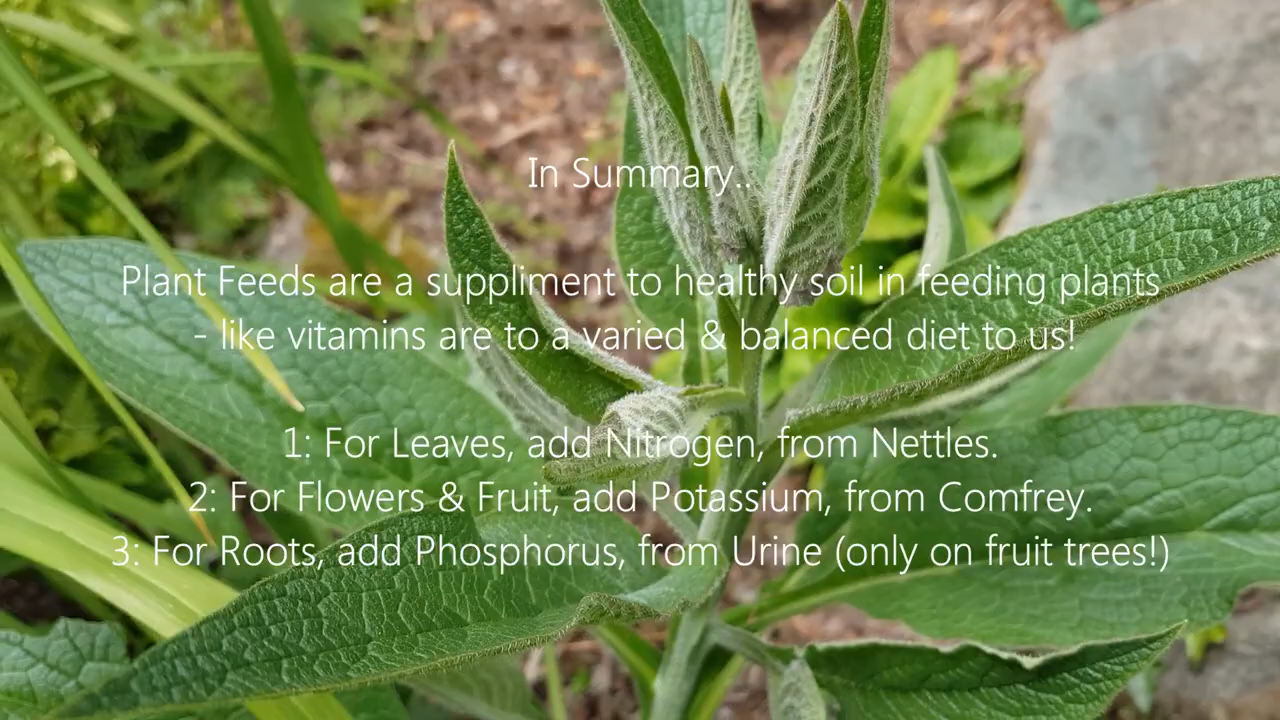 In Summary..
Plant Feeds are a suppliment to healthy soil in feeding plants
- like vitamins are to a varied & balanced diet to us!
1: For Leaves, add Nitrogen, from Nettles.
2: For Flowers & Fruit, add Potassium, from Comfrey.
3: For Roots, add Phosphorus, from Urine (only on fruit trees!)